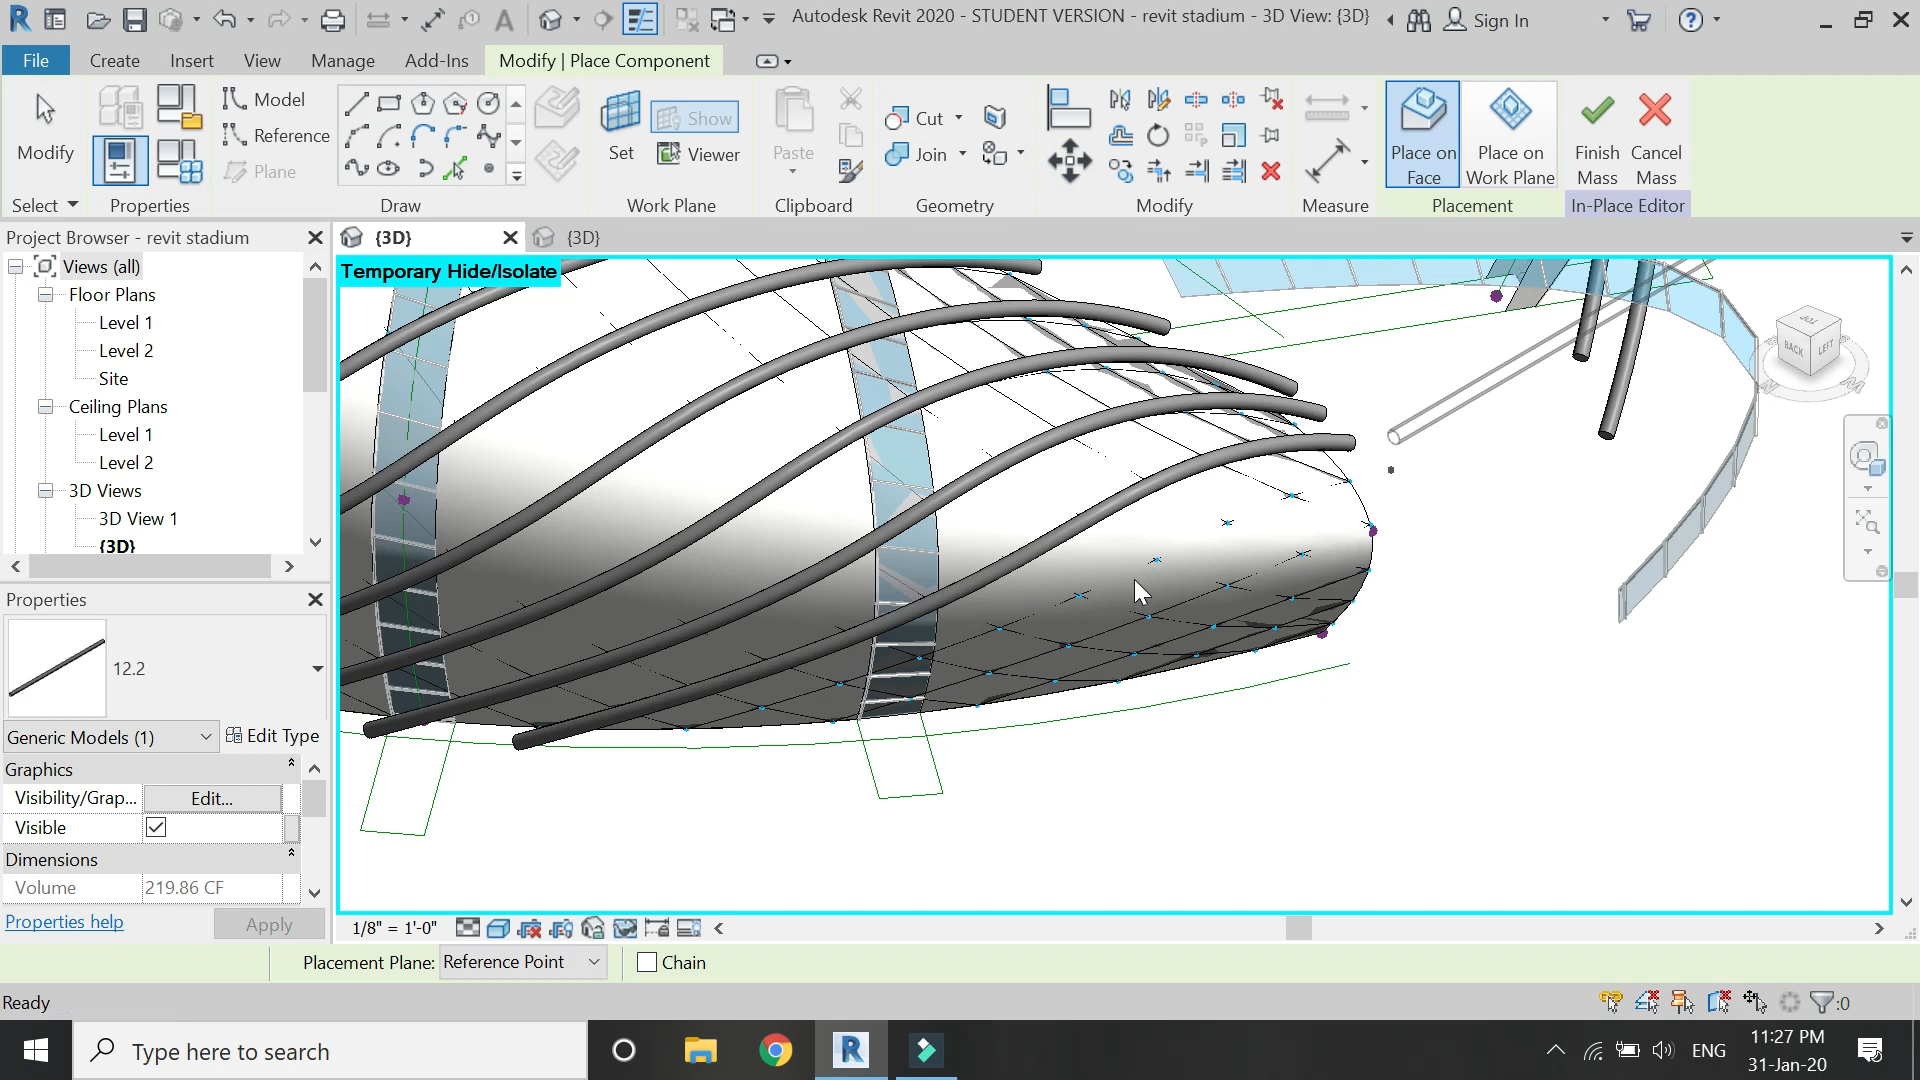 Autodesk Revit 2020 - STUDENT VERSION - revit stadium - 3D View: {3D}
Sign In
File
Create
Insert
View
Manage
Add-Ins
Modify | Place Component
Modify
Select
Properties
Model
Reference
Plane
Draw
Set
Show
Viewer
Work Plane
Paste
Clipboard
Cut
Join
Geometry
Modify
Measure
Place on Face
Place on Work Plane
Placement
Finish Mass
Cancel Mass
In-Place Editor
Project Browser - revit stadium
{3D}
{3D}
Views (all)
Floor Plans
Level 1
Level 2
Site
Ceiling Plans
Level 1
Level 2
3D Views
3D View 1
{3D}
Temporary Hide/Isolate
TOP
BACK
LEFT
Properties
12.2
Generic Models (1)
Edit Type
Graphics
Visibility/Grap...
Edit...
Visible
Dimensions
Volume
219.86 CF
Properties help
Apply
1/8" = 1'-0"
Placement Plane: Reference Point
Chain
Ready
:0
Type here to search
ENG
11:27 PM
31-Jan-20